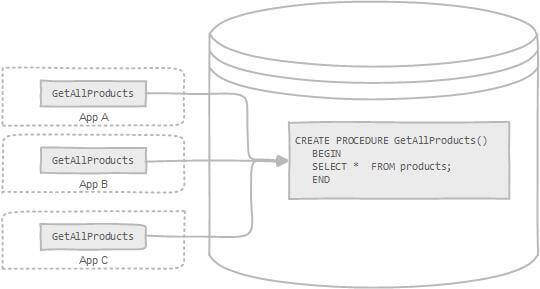 GetAllProducts
App A
GetAllProducts
App B
GetAllProducts
App C
CREATE PROCEDURE GetAllProducts()
BEGIN
SELECT * FROM products;
END